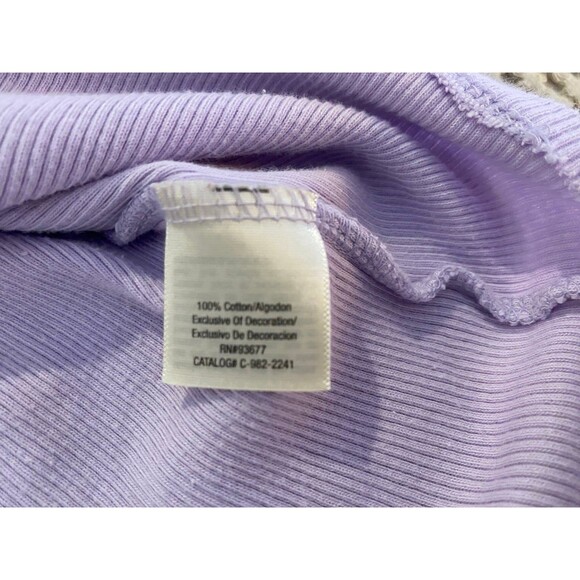 100% Cotton/Algodon
Exclusive Of Decoration/
Exclusivo De Decoracion
RN#93677
CATALOG# C-982-2241